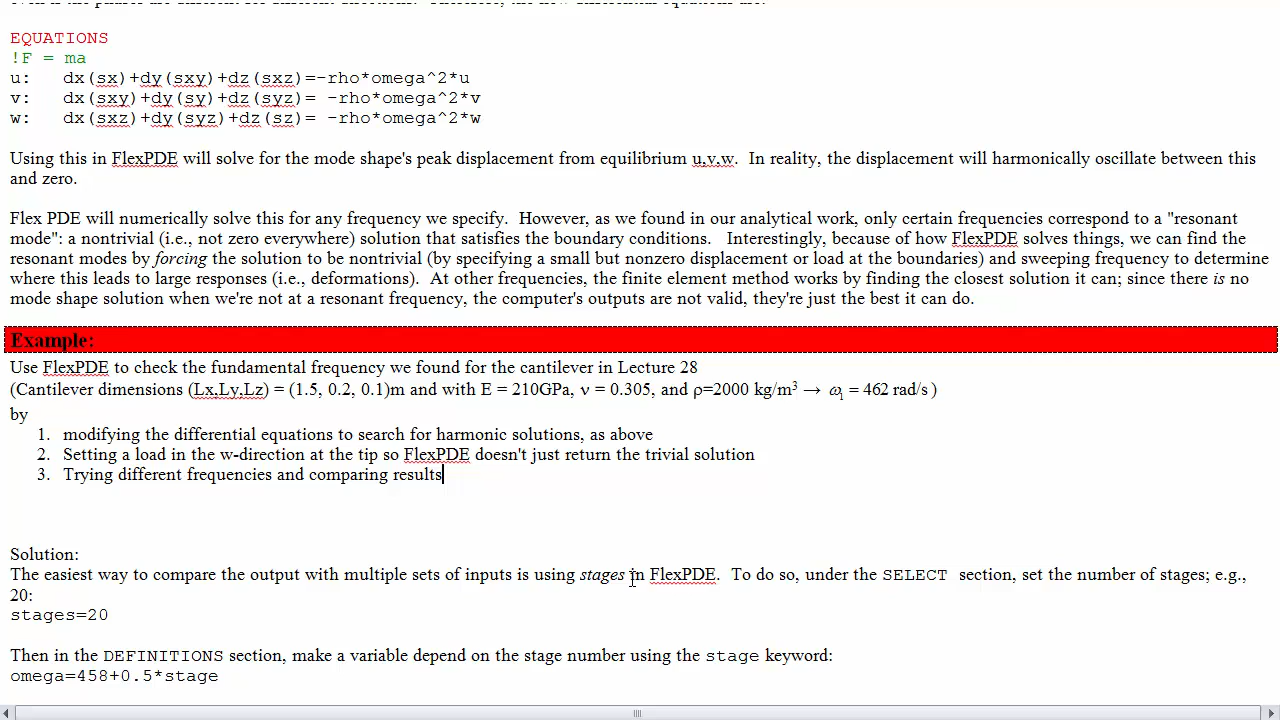 EQUATIONS
!F = ma
u: dx(sx)+dy(sxy)+dz(sxz)=-rho*omega^2*u
v: dx(sxy)+dy(sy)+dz(syz)= -rho*omega^2*v
w: dx(sxz)+dy(syz)+dz(sz)= -rho*omega^2*w
Using this in FlexPDE will solve for the mode shape's peak displacement from equilibrium u,v,w. In reality, the displacement will harmonically oscillate between this
and zero.
Flex PDE will numerically solve this for any frequency we specify. However, as we found in our analytical work, only certain frequencies correspond to a "resonant
mode": a nontrivial (i.e., not zero everywhere) solution that satisfies the boundary conditions. Interestingly, because of how FlexPDE solves things, we can find the
resonant modes by forcing the solution to be nontrivial (by specifying a small but nonzero displacement or load at the boundaries) and sweeping frequency to determine
where this leads to large responses (i.e., deformations). At other frequencies, the finite element method works by finding the closest solution it can; since there is no
mode shape solution when we're not at a resonant frequency, the computer's outputs are not valid, they're just the best it can do.
Example:
Use FlexPDE to check the fundamental frequency we found for the cantilever in Lecture 28
(Cantilever dimensions (Lx,Ly,Lz) = (1.5, 0.2, 0.1)m and with E = 210GPa, ν = 0.305, and ρ=2000 kg/m³ → ω₁ = 462 rad/s )
by
1. modifying the differential equations to search for harmonic solutions, as above
2. Setting a load in the w-direction at the tip so FlexPDE doesn't just return the trivial solution
3. Trying different frequencies and comparing results
Solution:
The easiest way to compare the output with multiple sets of inputs is using stages in FlexPDE. To do so, under the SELECT section, set the number of stages; e.g.,
20:
stages=20
Then in the DEFINITIONS section, make a variable depend on the stage number using the stage keyword:
omega=458+0.5*stage